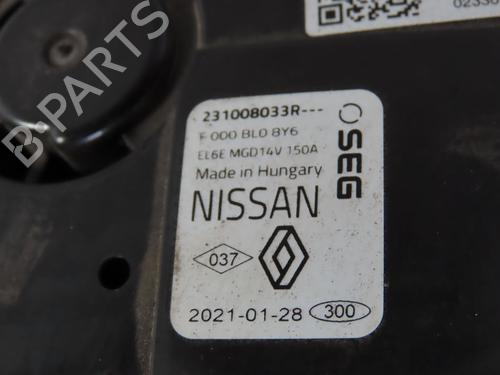 231008033R---
F 000 BL0 8Y6
EL6E MGD14V 150A
Made in Hungary
SEG
NISSAN
037
2021-01-28 300
B-PARTS